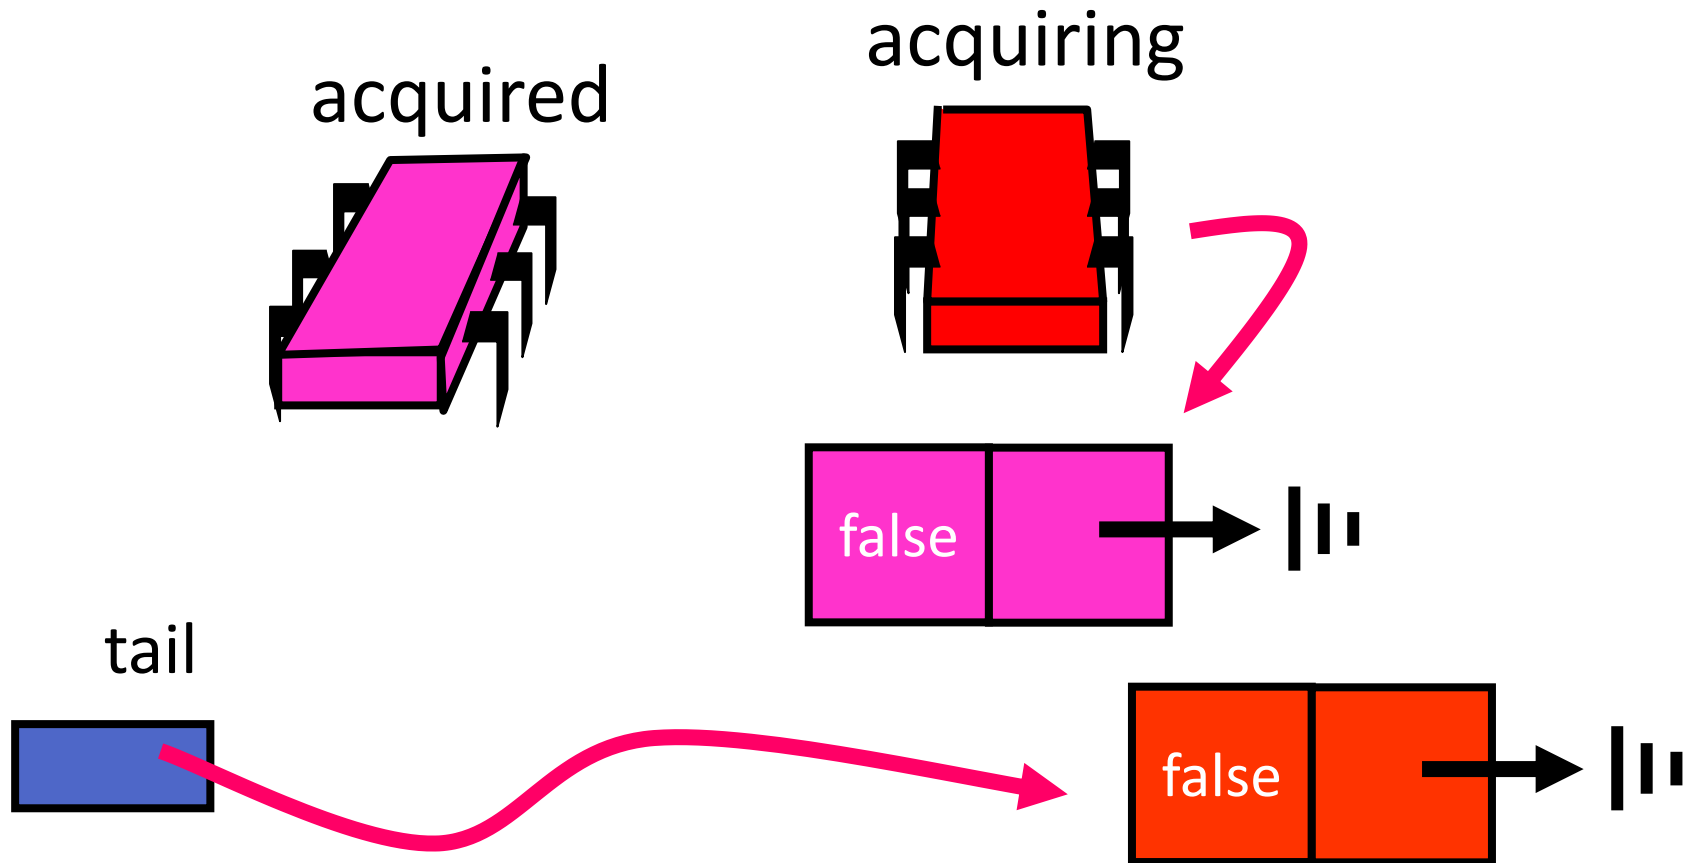 acquired
acquiring
false
tail
false